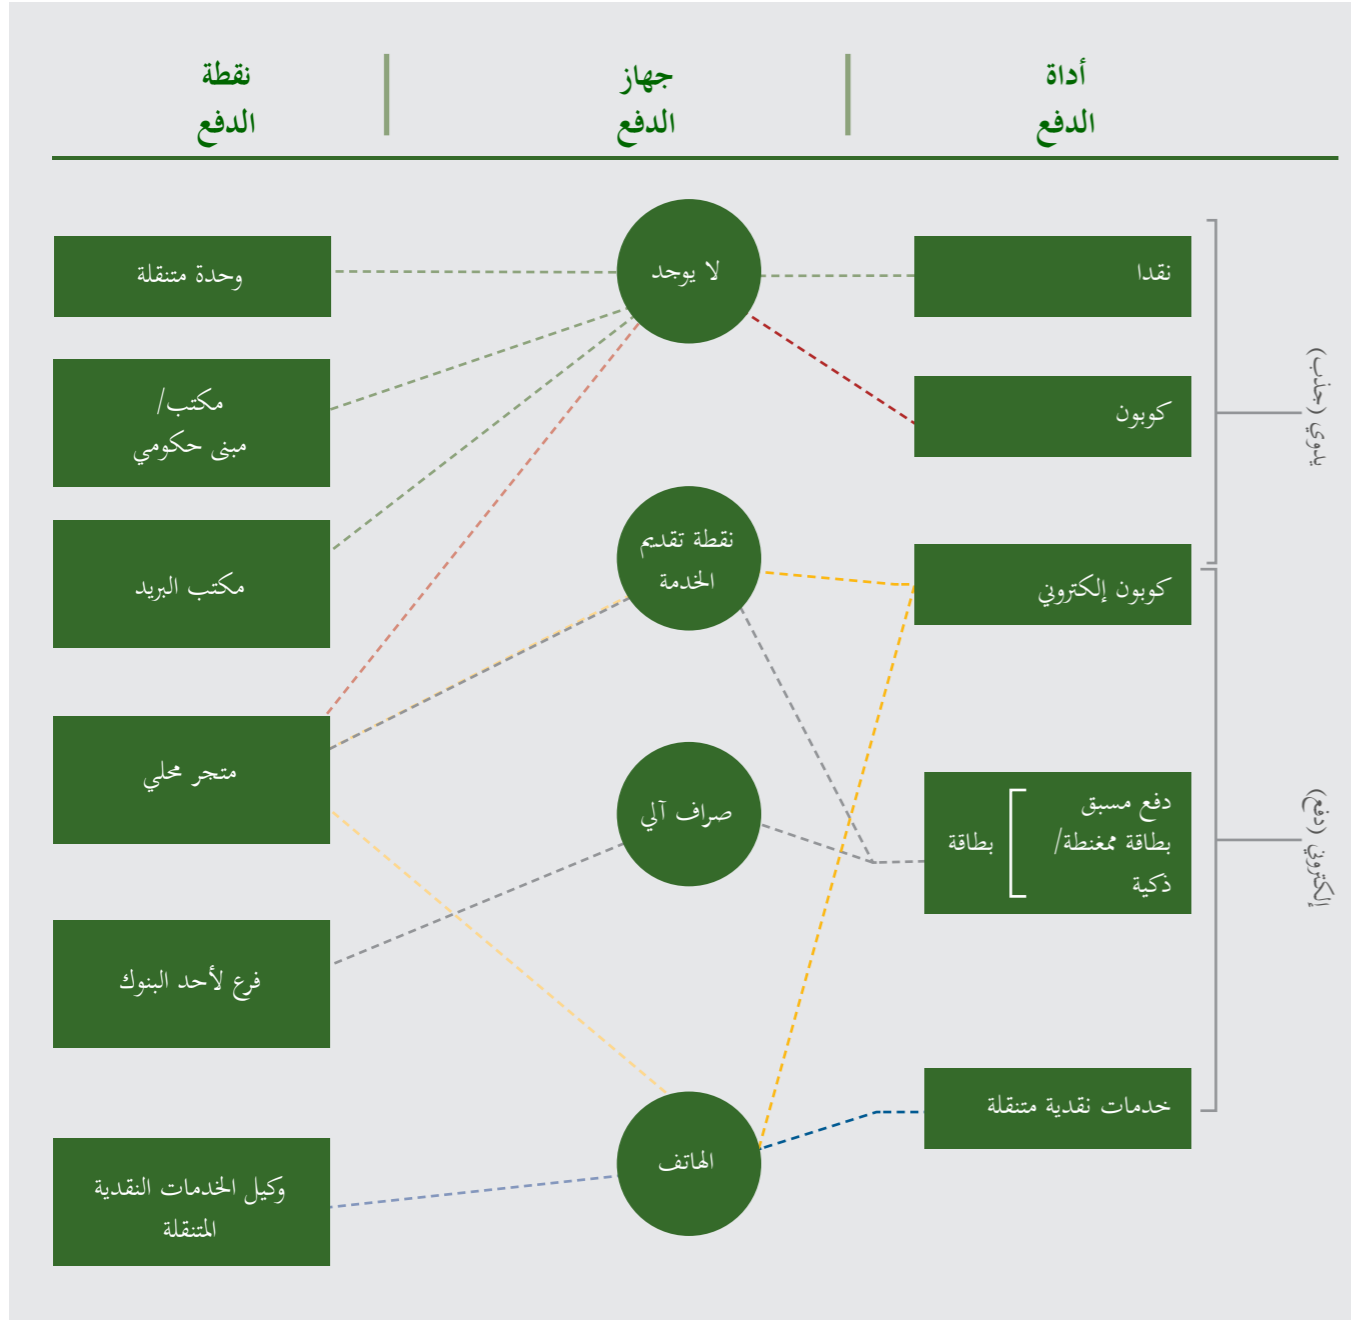 أداة
الدفع
جهاز
الدفع
نقطة
الدفع
نقدا
كوبون
كوبون إلكتروني
دفع مسبق
بطاقة ممغنطة/
ذكية
بطاقة
خدمات نقدية متنقلة
يدوي (جذب)
إلكتروني (دفع)
لا يوجد
نقطة تقديم
الخدمة
صراف آلي
الهاتف
وحدة متنقلة
مكتب/
مبنى حكومي
مكتب البريد
متجر محلي
فرع لأحد البنوك
وكيل الخدمات النقدية
المتنقلة